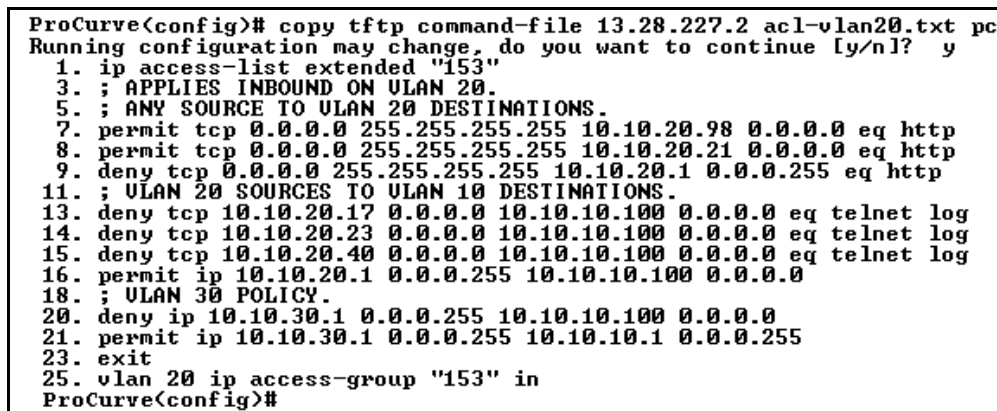 ProCurve(config)# copy tftp command-file 13.28.227.2 acl-vlan20.txt pc
Running configuration may change, do you want to continue [y/n]? y
1. ip access-list extended "153"
3. ; APPLIES INBOUND ON VLAN 20.
5. ; ANY SOURCE TO VLAN 20 DESTINATIONS.
7. permit tcp 0.0.0.0 255.255.255.255 10.10.20.98 0.0.0.0 eq http
8. permit tcp 0.0.0.0 255.255.255.255 10.10.20.21 0.0.0.0 eq http
9. deny tcp 0.0.0.0 255.255.255.255 10.10.20.1 0.0.0.255 eq http
11. ; VLAN 20 SOURCES TO VLAN 10 DESTINATIONS.
13. deny tcp 10.10.20.17 0.0.0.0 10.10.10.100 0.0.0.0 eq telnet log
14. deny tcp 10.10.20.23 0.0.0.0 10.10.10.100 0.0.0.0 eq telnet log
15. deny tcp 10.10.20.40 0.0.0.0 10.10.10.100 0.0.0.0 eq telnet log
16. permit ip 10.10.20.1 0.0.0.255 10.10.10.100 0.0.0.0
18. ; VLAN 30 POLICY.
20. deny ip 10.10.30.1 0.0.0.255 10.10.10.100 0.0.0.0
21. permit ip 10.10.30.1 0.0.0.255 10.10.10.1 0.0.0.255
23. exit
25. vlan 20 ip access-group "153" in
ProCurve(config)#